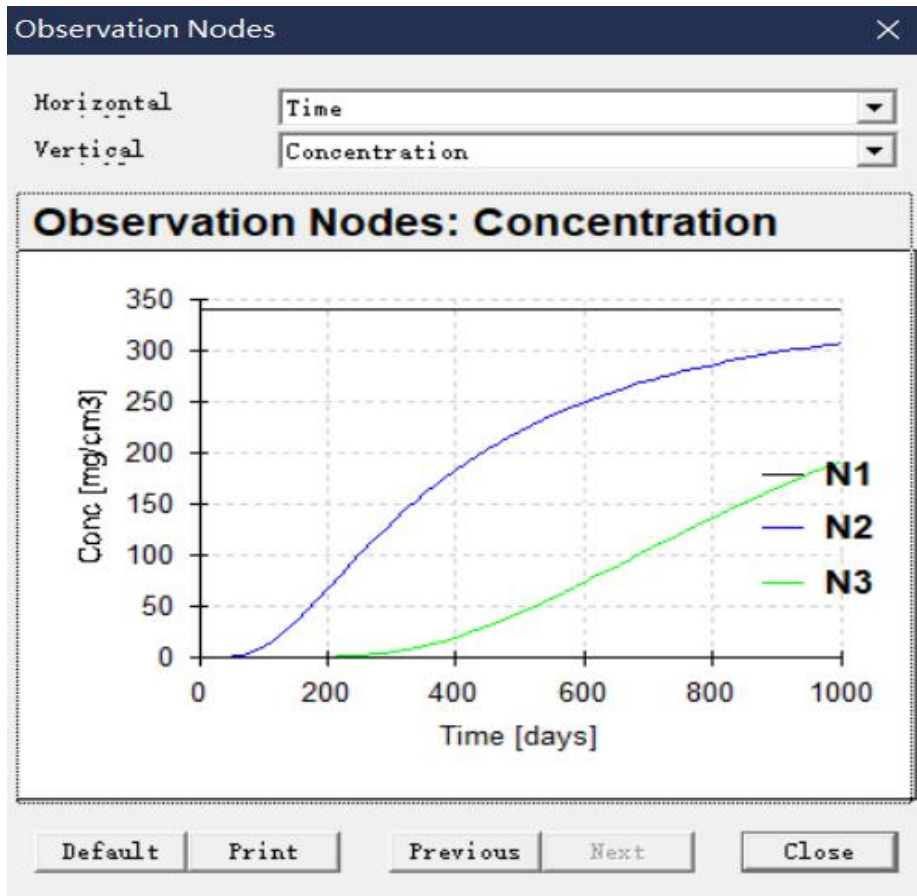 Observation Nodes
Horizontal
Time
Vertical
Concentration
Observation Nodes: Concentration
350
300
250
200
150
100
50
0
Conc [mg/cm3]
N1
N2
N3
0 200 400 600 800 1000
Time [days]
Default Print Previous Next Close